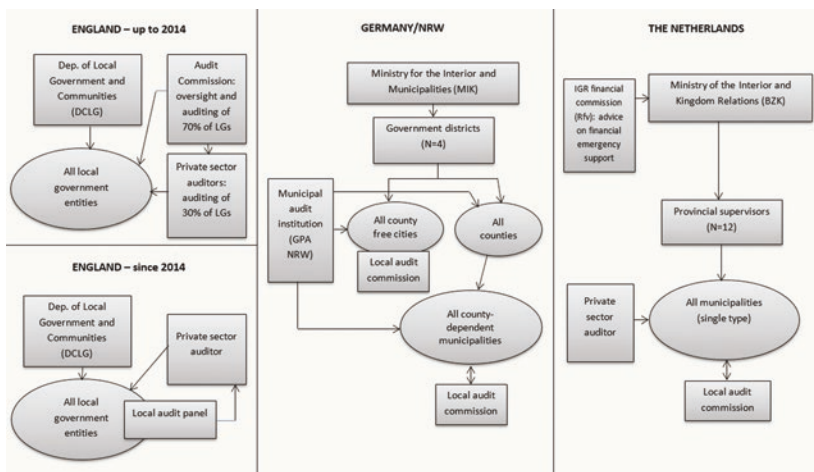 ENGLAND – up to 2014
Dep. of Local
Government and
Communities
(DCLG)
Audit
Commission:
oversight and
auditing of
70% of LGs
All local
government
entities
Private sector
auditors:
auditing of
30% of LGs
ENGLAND – since 2014
Dep. of Local
Government and
Communities
(DCLG)
Private sector
auditor
All local
government
entities
Local audit panel
GERMANY/NRW
Ministry for the Interior and
Municipalities (MIK)
Government districts
(N=4)
Municipal
audit
institution
(GPA
NRW)
All county
free cities
All
counties
Local audit
commission
All county-
dependent
municipalities
Local audit
commission
THE NETHERLANDS
IGR financial
commission
(Rfv): advice
on financial
emergency
support
Ministry of the Interior and
Kingdom Relations (BZK)
Provincial supervisors
(N=12)
Private
sector
auditor
All municipalities
(single type)
Local audit
commission